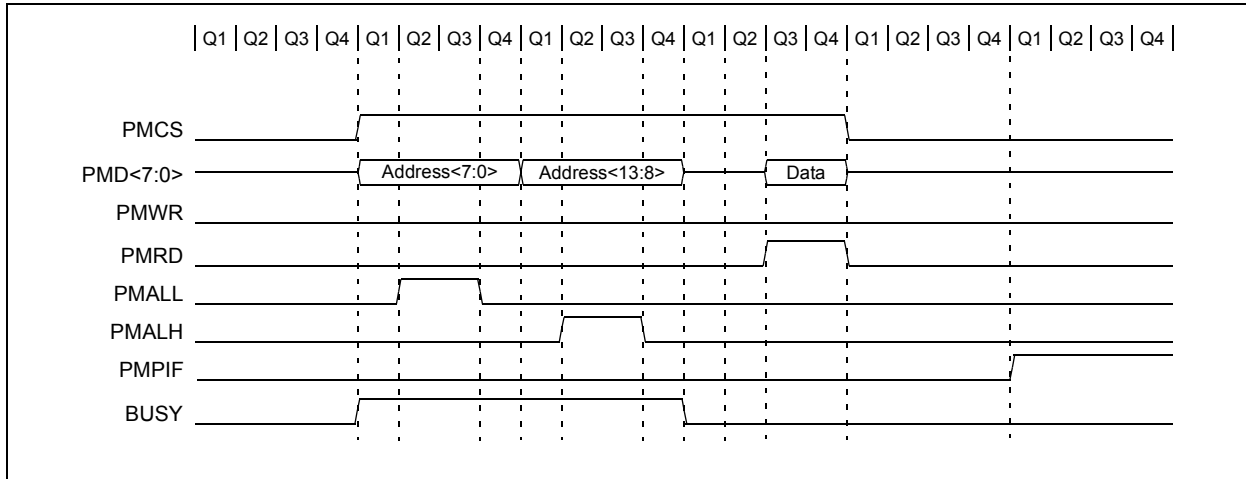 Q1 Q2 Q3 Q4 Q1 Q2 Q3 Q4 Q1 Q2 Q3 Q4 Q1 Q2 Q3 Q4 Q1 Q2 Q3 Q4 Q1 Q2 Q3 Q4
PMCS
PMD<7:0> Address<7:0> Address<13:8> Data
PMWR
PMRD
PMALL
PMALH
PMPIF
BUSY